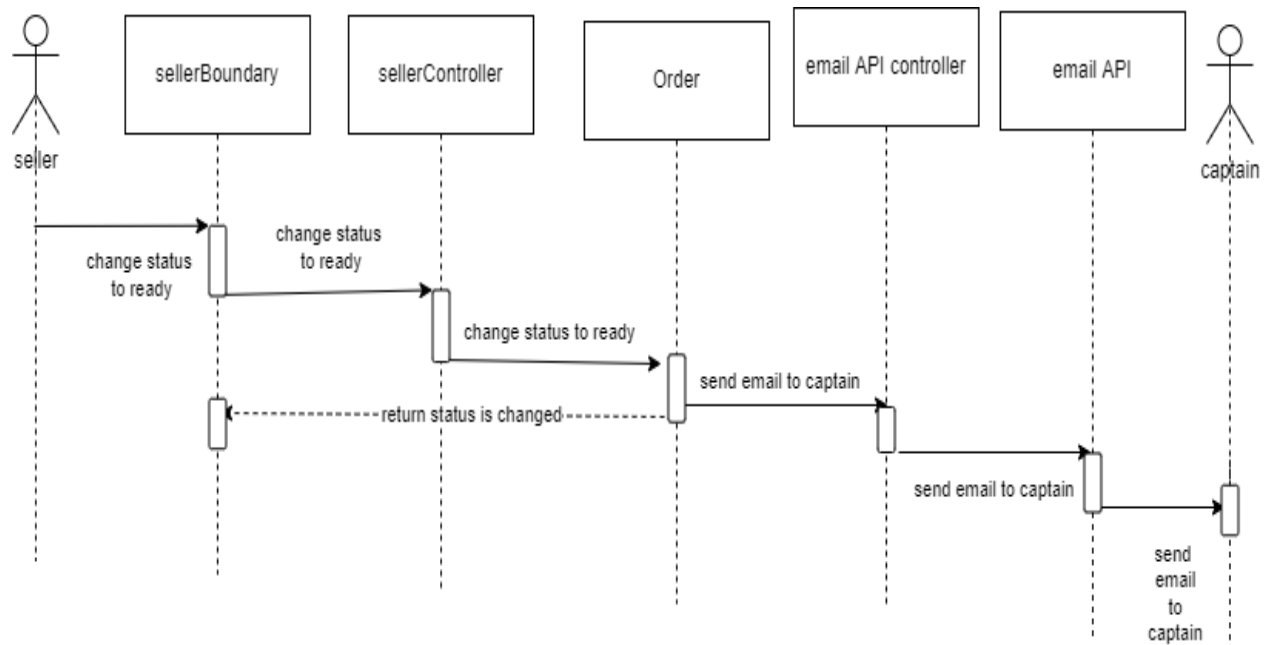 seller
sellerBoundary
sellerController
Order
email API controller
email API
captain
change status
to ready
change status
to ready
change status to ready
send email to captain
return status is changed
send email to captain
send
email
to
captain